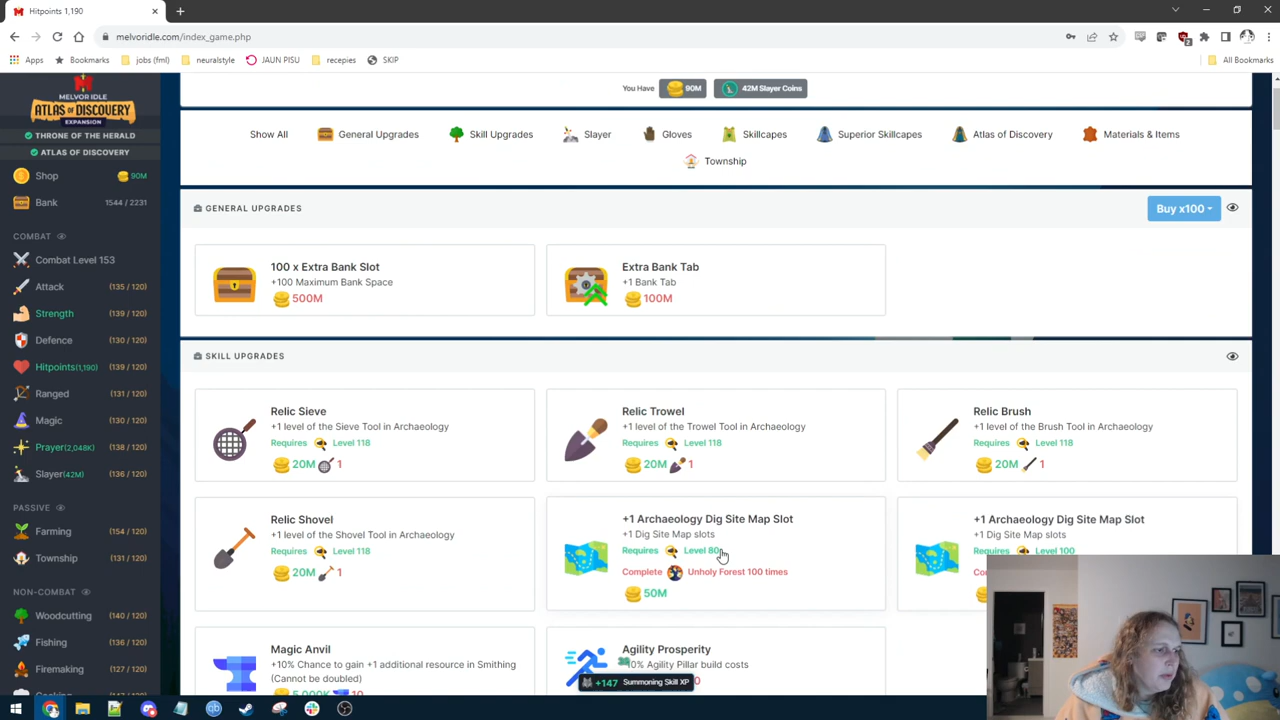 Hitpoints 1,190
melvoridle.com/index_game.php
Apps
Bookmarks
jobs (fml)
neuralstyle
JAUN PISU
recepies
SKIP
All Bookmarks
MELVOR IDLE
ATLAS OF DISCOVERY
EXPANSION
THRONE OF THE HERALD
ATLAS OF DISCOVERY
Shop 90M
Bank 1544 / 2231
COMBAT
Combat Level 153
Attack (135 / 120)
Strength (139 / 120)
Defence (130 / 120)
Hitpoints(1,190) (139 / 120)
Ranged (131 / 120)
Magic (130 / 120)
Prayer(2,048K) (138 / 120)
Slayer(42M) (136 / 120)
PASSIVE
Farming (154 / 120)
Township (131 / 120)
NON-COMBAT
Woodcutting (140 / 120)
Fishing (136 / 120)
Firemaking (127 / 120)
You Have 90M 42M Slayer Coins
Show All General Upgrades Skill Upgrades Slayer Gloves Skillcapes Superior Skillcapes Atlas of Discovery Materials & Items
Township
GENERAL UPGRADES
Buy x100
100 x Extra Bank Slot
+100 Maximum Bank Space
500M
Extra Bank Tab
+1 Bank Tab
100M
SKILL UPGRADES
Relic Sieve
+1 level of the Sieve Tool in Archaeology
Requires Level 118
20M 1
Relic Trowel
+1 level of the Trowel Tool in Archaeology
Requires Level 118
20M 1
Relic Brush
+1 level of the Brush Tool in Archaeology
Requires Level 118
20M 1
Relic Shovel
+1 level of the Shovel Tool in Archaeology
Requires Level 118
20M 1
+1 Archaeology Dig Site Map Slot
+1 Dig Site Map slots
Requires Level 80
Complete Unholy Forest 100 times
50M
+1 Archaeology Dig Site Map Slot
+1 Dig Site Map slots
Requires Level 100
Magic Anvil
+10% Chance to gain +1 additional resource in Smithing
(Cannot be doubled)
5,000K 10
Agility Prosperity
10% Agility Pillar build costs
+147 Summoning Skill XP